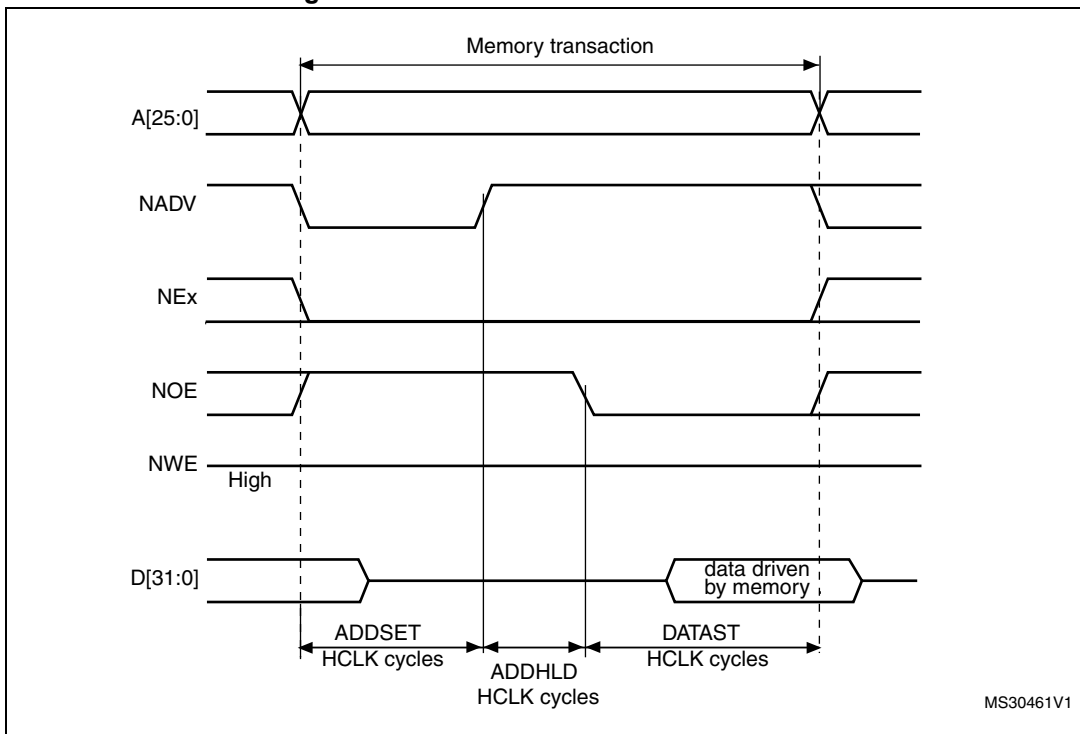 Memory transaction
A[25:0]
NADV
NEx
NOE
NWE
High
D[31:0]
data driven
by memory
ADDSET
HCLK cycles
ADDHLD
HCLK cycles
DATAST
HCLK cycles
MS30461V1